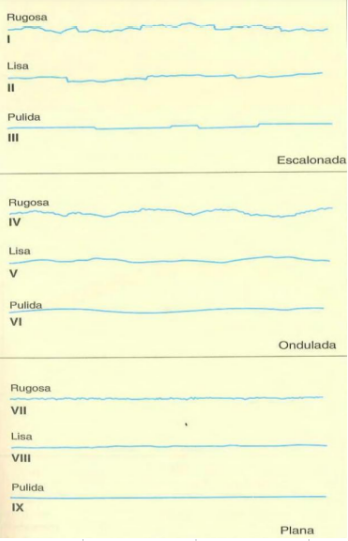 Rugosa
I
Lisa
II
Pulida
III
Escalonada
Rugosa
IV
Lisa
V
Pulida
VI
Ondulada
Rugosa
VII
Lisa
VIII
Pulida
IX
Plana